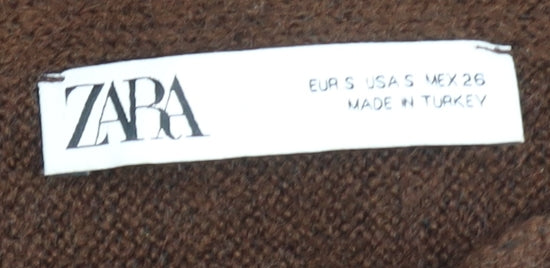 ZARA
EUR S USA S MEX 26
MADE IN TURKEY